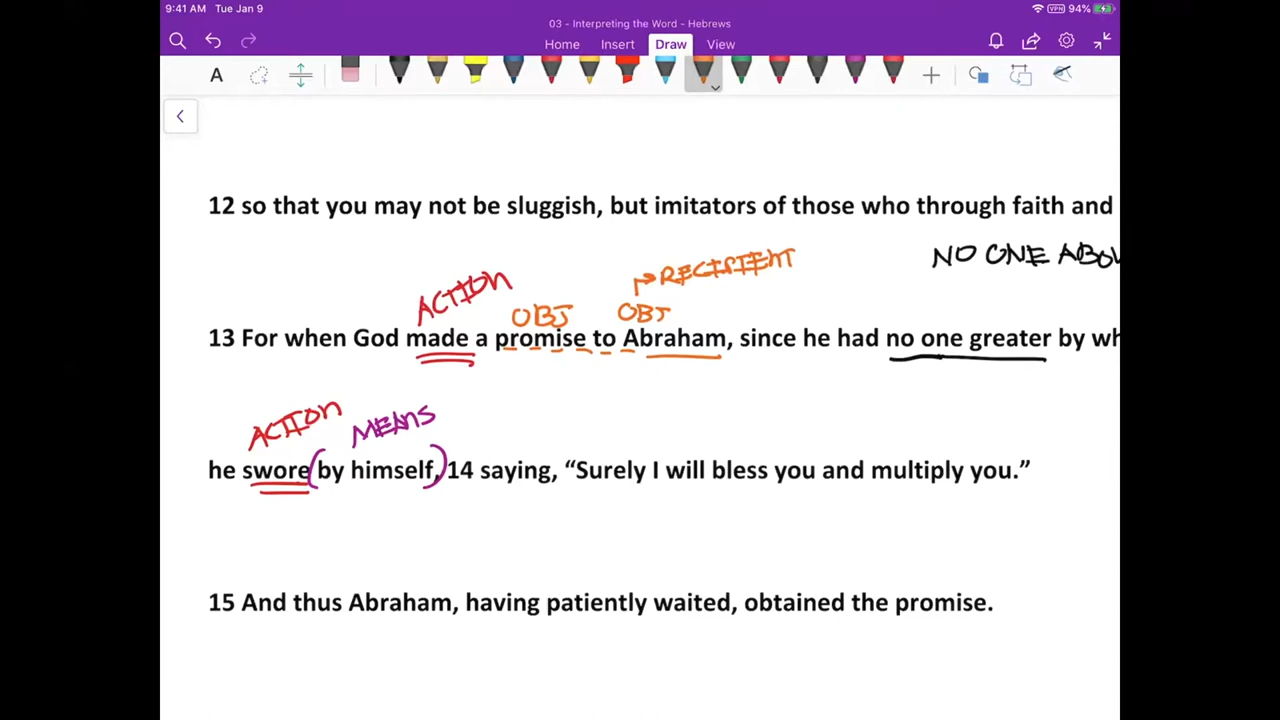 9:41 AM Tue Jan 9
VPN 94%
03 - Interpreting the Word - Hebrews
Home Insert Draw View
A
12 so that you may not be sluggish, but imitators of those who through faith and
NO ONE ABOV
RECIPIENT
ACTION OBJ OBJ
13 For when God made a promise to Abraham, since he had no one greater by wh
ACTION MEANS
he swore (by himself,) 14 saying, “Surely I will bless you and multiply you.”
15 And thus Abraham, having patiently waited, obtained the promise.